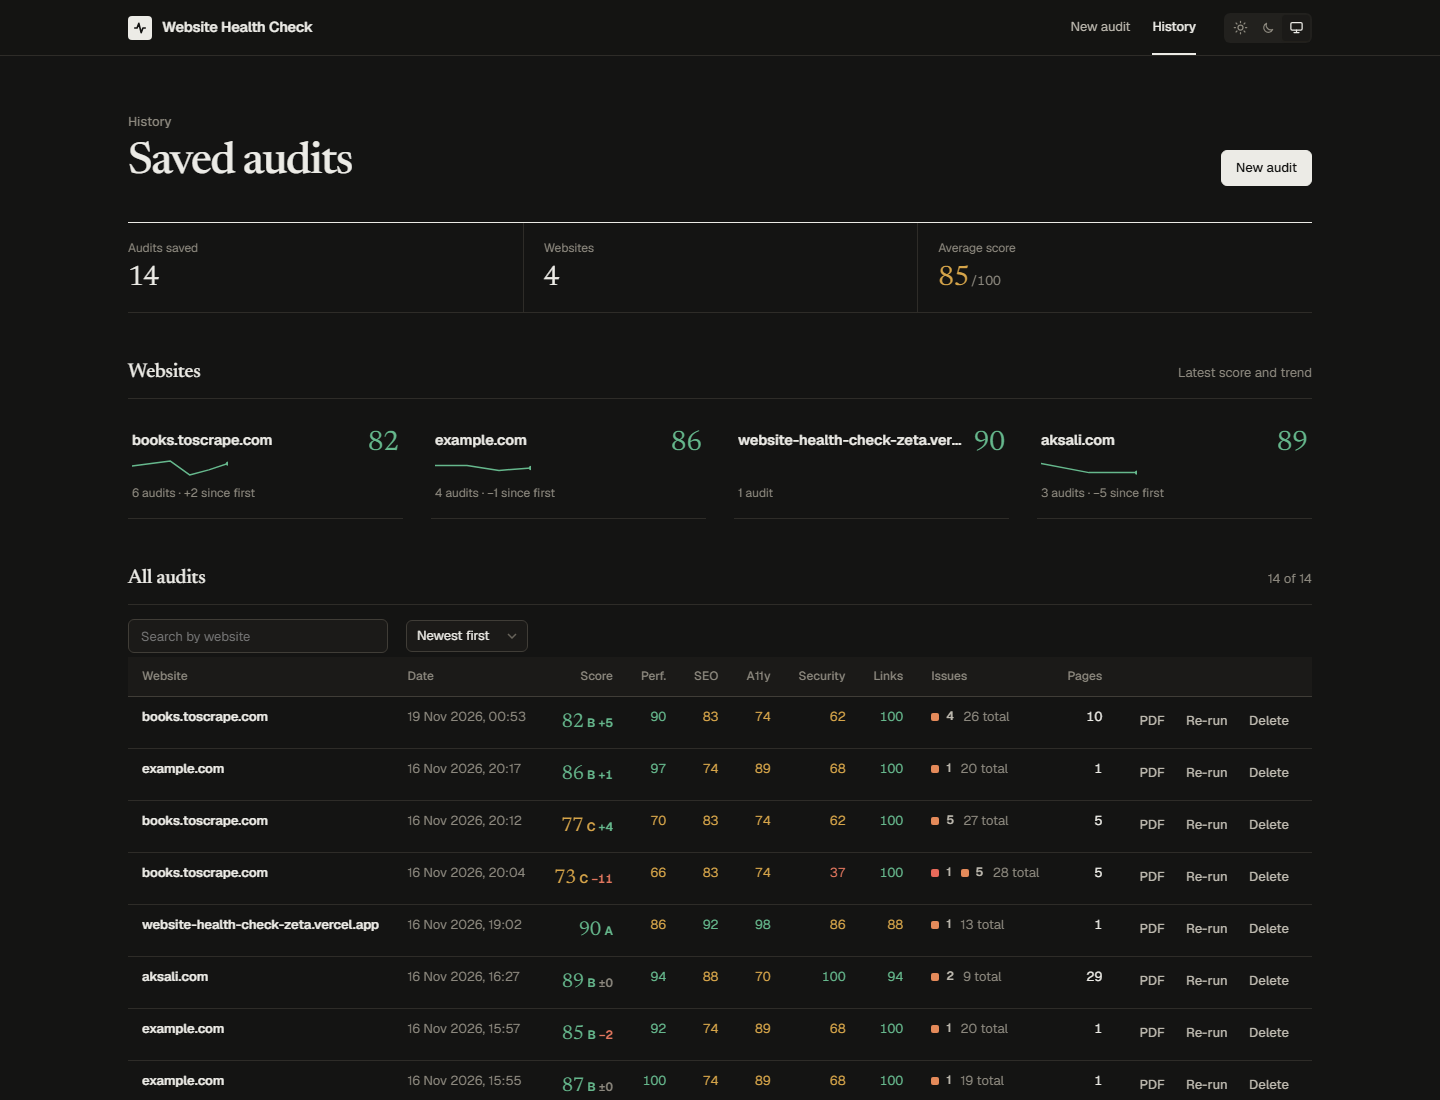 Website Health Check
New audit
History
History
Saved audits
New audit
Audits saved
14
Websites
4
Average score
85 /100
Websites
Latest score and trend
books.toscrape.com 82
6 audits · +2 since first
example.com 86
4 audits · −1 since first
website-health-check-zeta.ver... 90
1 audit
aksali.com 89
3 audits · −5 since first
All audits
14 of 14
Search by website
Newest first
Website Date Score Perf. SEO A11y Security Links Issues Pages
books.toscrape.com 19 Nov 2026, 00:53 82 B +5 90 83 74 62 100 4 26 total 10 PDF Re-run Delete
example.com 16 Nov 2026, 20:17 86 B +1 97 74 89 68 100 1 20 total 1 PDF Re-run Delete
books.toscrape.com 16 Nov 2026, 20:12 77 C +4 70 83 74 62 100 5 27 total 5 PDF Re-run Delete
books.toscrape.com 16 Nov 2026, 20:04 73 C −11 66 83 74 37 100 1 5 28 total 5 PDF Re-run Delete
website-health-check-zeta.vercel.app 16 Nov 2026, 19:02 90 A 86 92 98 86 88 1 13 total 1 PDF Re-run Delete
aksali.com 16 Nov 2026, 16:27 89 B ±0 94 88 70 100 94 2 9 total 29 PDF Re-run Delete
example.com 16 Nov 2026, 15:57 85 B −2 92 74 89 68 100 1 20 total 1 PDF Re-run Delete
example.com 16 Nov 2026, 15:55 87 B ±0 100 74 89 68 100 1 19 total 1 PDF Re-run Delete